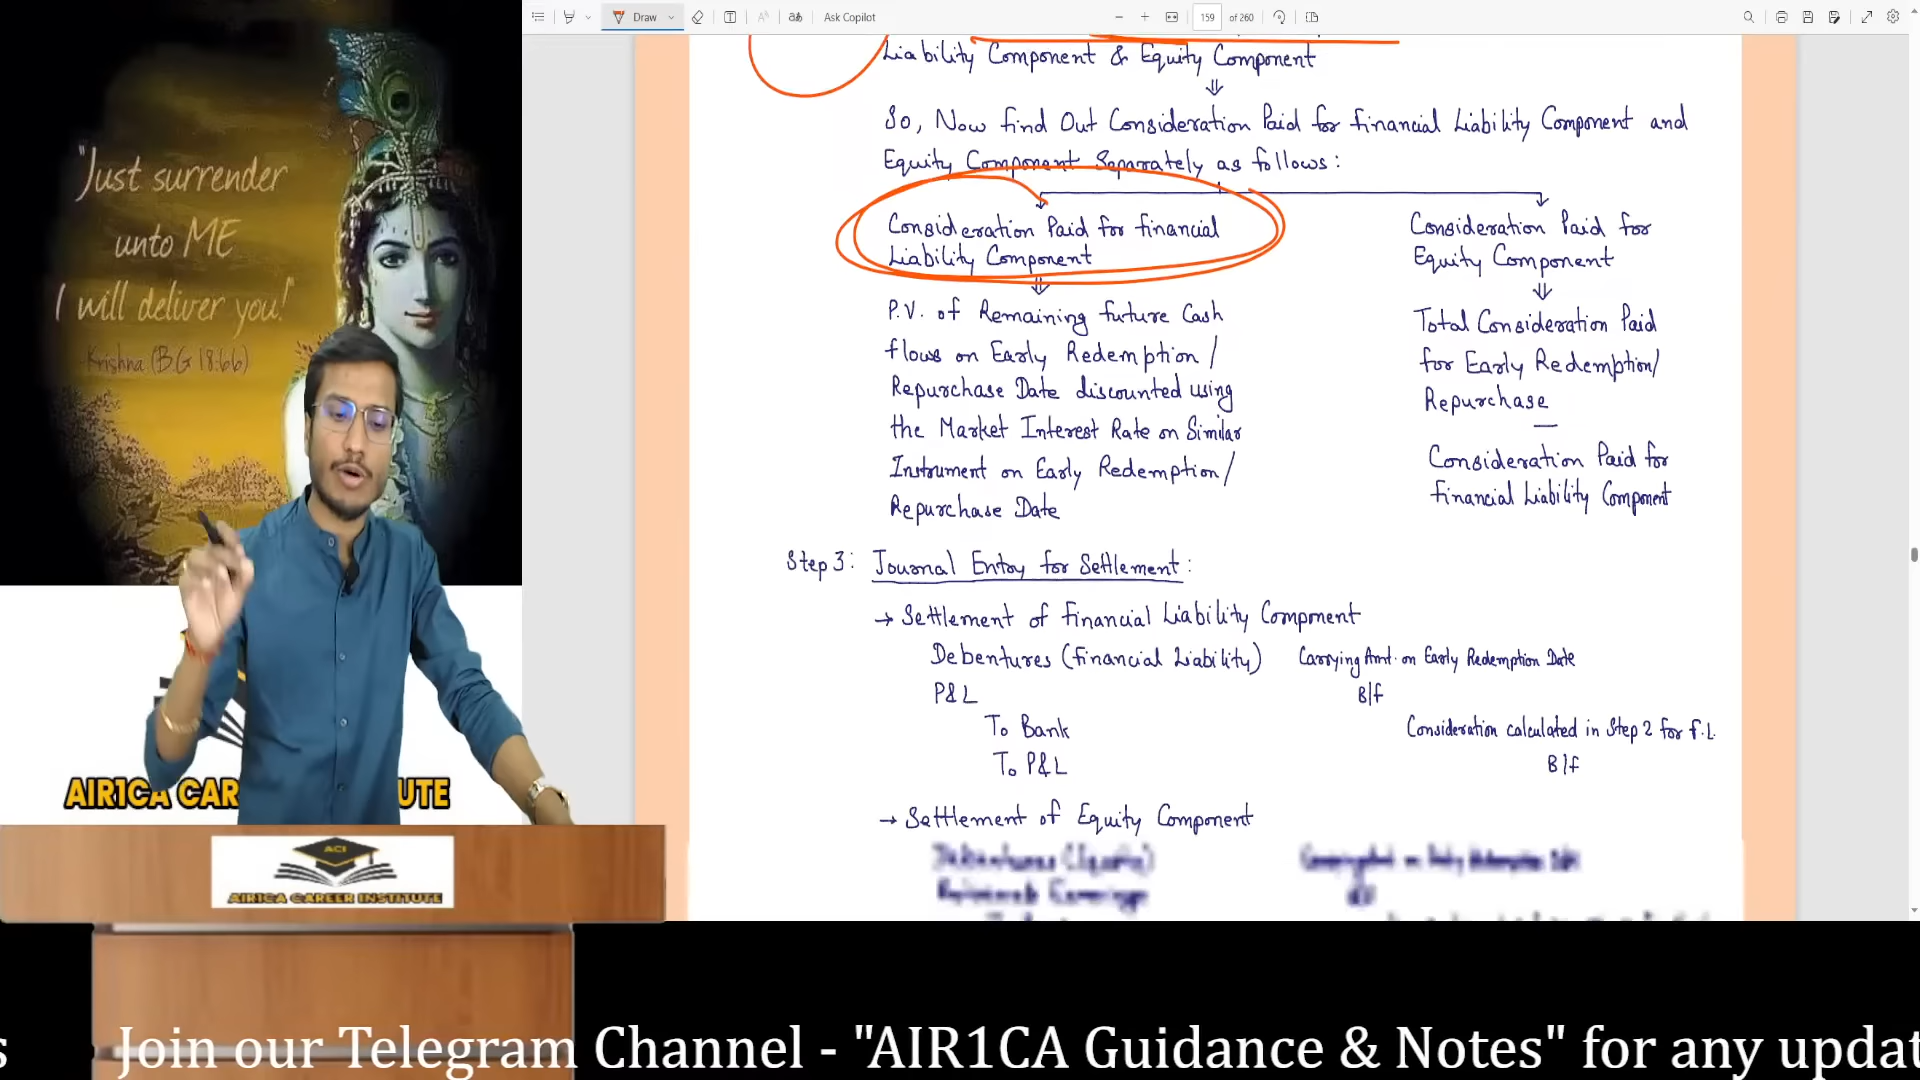 Draw
Ask Copilot
159
of 260
Liability Component & Equity Component
So, Now find Out Consideration Paid for financial Liability Component and
Equity Component Separately as follows:
Consideration Paid for financial
Liability Component
P.V. of Remaining future Cash
flows on Early Redemption /
Repurchase Date discounted using
the Market Interest Rate on Similar
Instrument on Early Redemption/
Repurchase Date
Consideration Paid for
Equity Component
Total Consideration Paid
for Early Redemption/
Repurchase
—
Consideration Paid for
financial Liability Component
Step 3: Journal Entry for Settlement:
→ Settlement of financial Liability Component
Debentures (financial Liability) Carrying Amt. on Early Redemption Date
P&L B/f
To Bank Consideration calculated in Step 2 for f.L.
To P&L B/f
→ Settlement of Equity Component
"Just surrender
unto ME
I will deliver you!"
Krishna (B.G 18:66)
AIR1CA CAR
UTE
ACI
AIR1CA CAREER INSTITUTE
s Join our Telegram Channel - "AIR1CA Guidance & Notes" for any updat